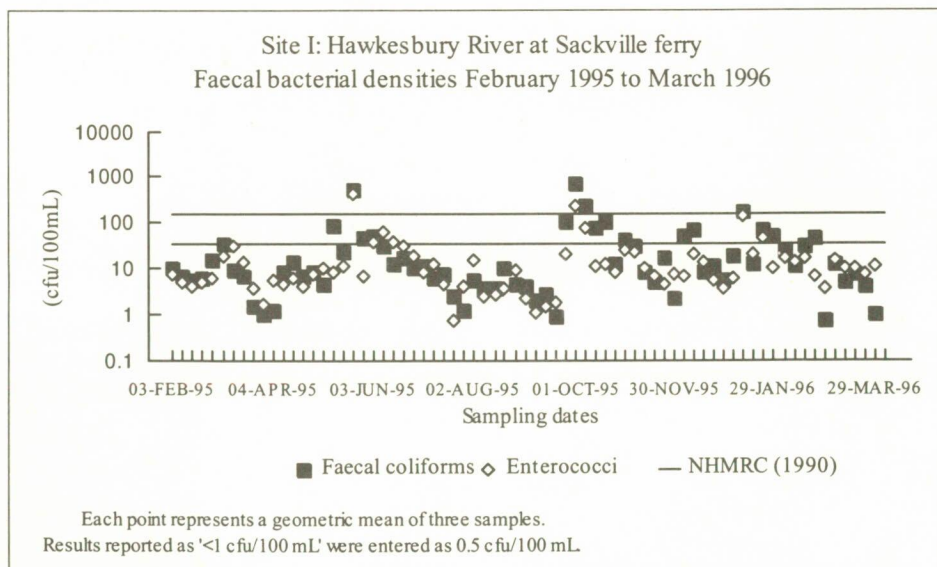 Site I: Hawkesbury River at Sackville ferry
Faecal bacterial densities February 1995 to March 1996
10000
1000
100
10
1
0.1
(cfu/100mL)
03-FEB-95 04-APR-95 03-JUN-95 02-AUG-95 01-OCT-95 30-NOV-95 29-JAN-96 29-MAR-96
Sampling dates
Faecal coliforms Enterococci NHMRC (1990)
Each point represents a geometric mean of three samples.
Results reported as '<1 cfu/100 mL' were entered as 0.5 cfu/100 mL.